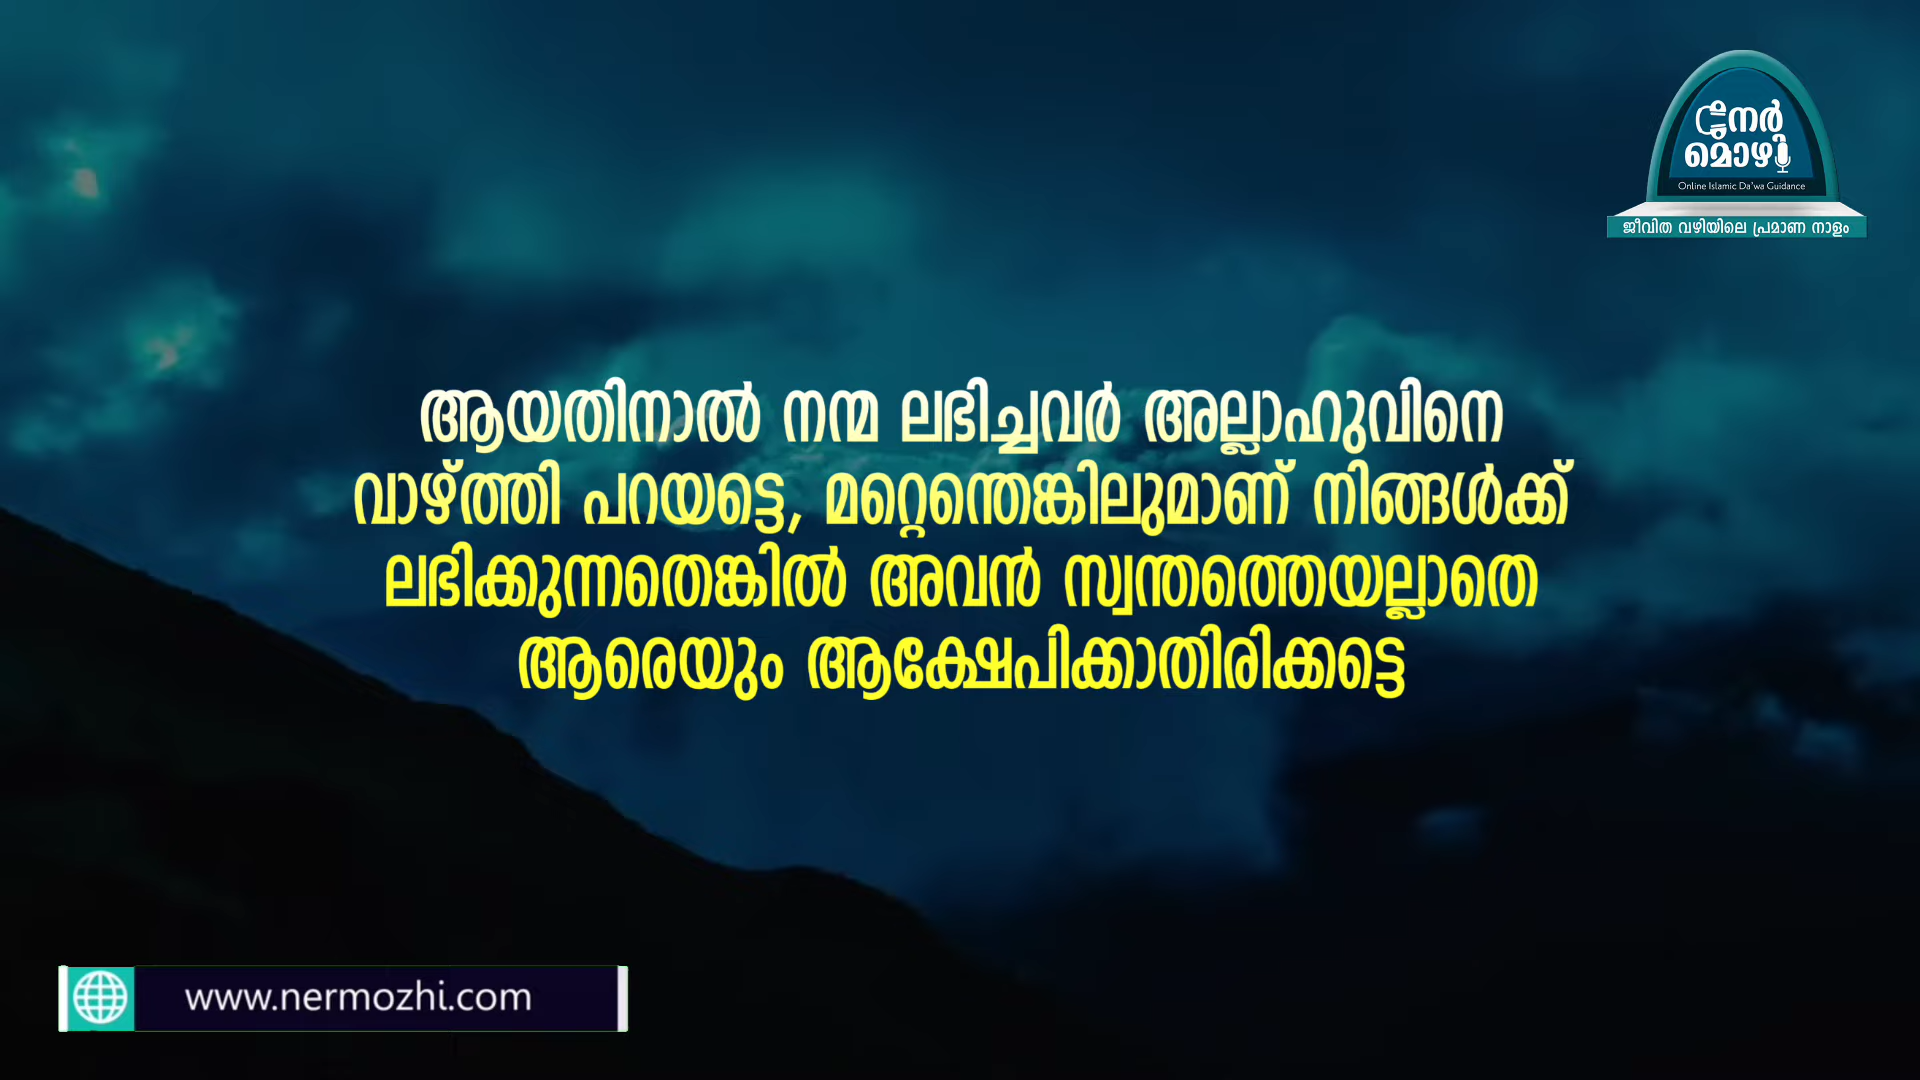 നേർ
മൊഴി
Online Islamic Da'wa Guidance
ജീവിത വഴിയിലെ പ്രമാണ നാളം
ആയതിനാൽ നന്മ ലഭിച്ചവർ അല്ലാഹുവിനെ
വാഴ്ത്തി പറയട്ടെ, മറ്റെന്തെങ്കിലുമാണ് നിങ്ങൾക്ക്
ലഭിക്കുന്നതെങ്കിൽ അവൻ സ്വന്തത്തെയല്ലാതെ
ആരെയും ആക്ഷേപിക്കാതിരിക്കട്ടെ
www.nermozhi.com